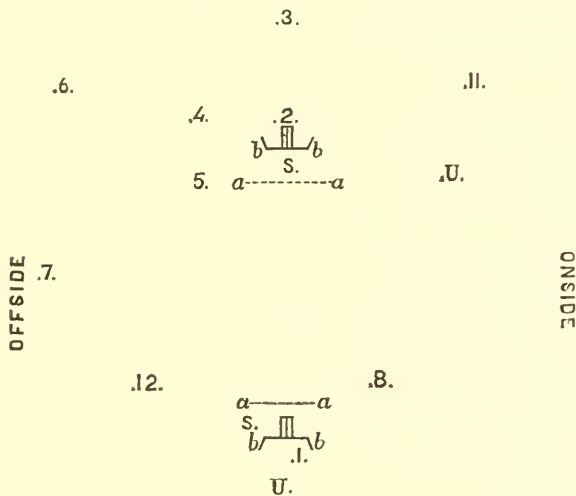 .3.
.6.
.11.
.4.
.2.
b b
S.
5. a a
.U.
OFFSIDE
.7.
ONSIDE
.12.
.8.
a a
S.
b b
.1.
U.